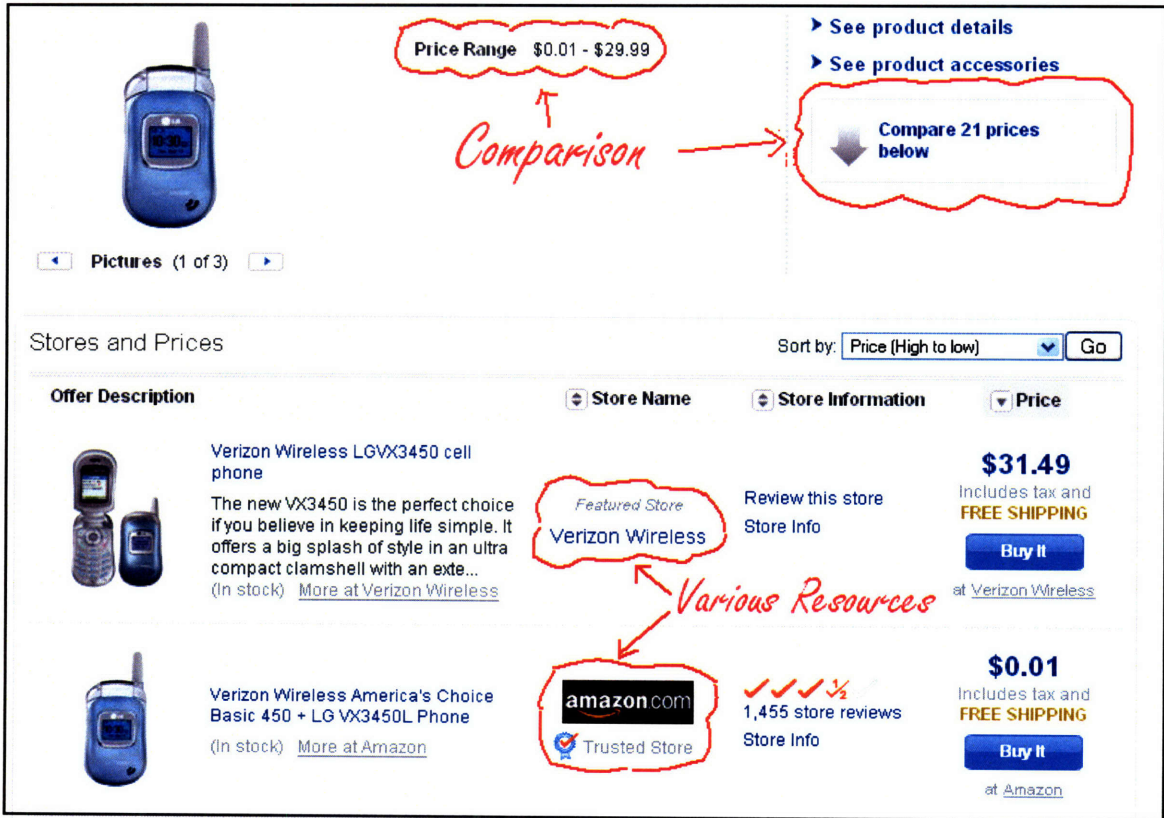 Price Range $0.01 - $29.99
See product details
See product accessories
Compare 21 prices
below
Comparison
LG
10:30
Pictures (1 of 3)
Stores and Prices
Sort by: Price (High to low) Go
Offer Description Store Name Store Information Price
Verizon Wireless LGVX3450 cell
phone
The new VX3450 is the perfect choice
if you believe in keeping life simple. It
offers a big splash of style in an ultra
compact clamshell with an exte...
(In stock) More at Verizon Wireless
Featured Store
Verizon Wireless
Review this store
Store Info
$31.49
Includes tax and
FREE SHIPPING
Buy It
at Verizon Wireless
Various Resources
Verizon Wireless America's Choice
Basic 450 + LG VX3450L Phone
(In stock) More at Amazon
amazon.com
Trusted Store
½
1,455 store reviews
Store Info
$0.01
Includes tax and
FREE SHIPPING
Buy It
at Amazon